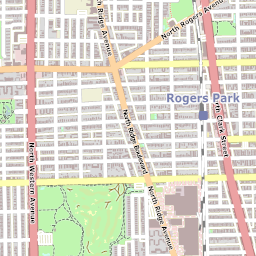 North Rogers Avenue
h Ridge Avenue
Rogers Park
North Clark Street
North Western Avenue
North Ridge Boulevard
North Ridge Avenue